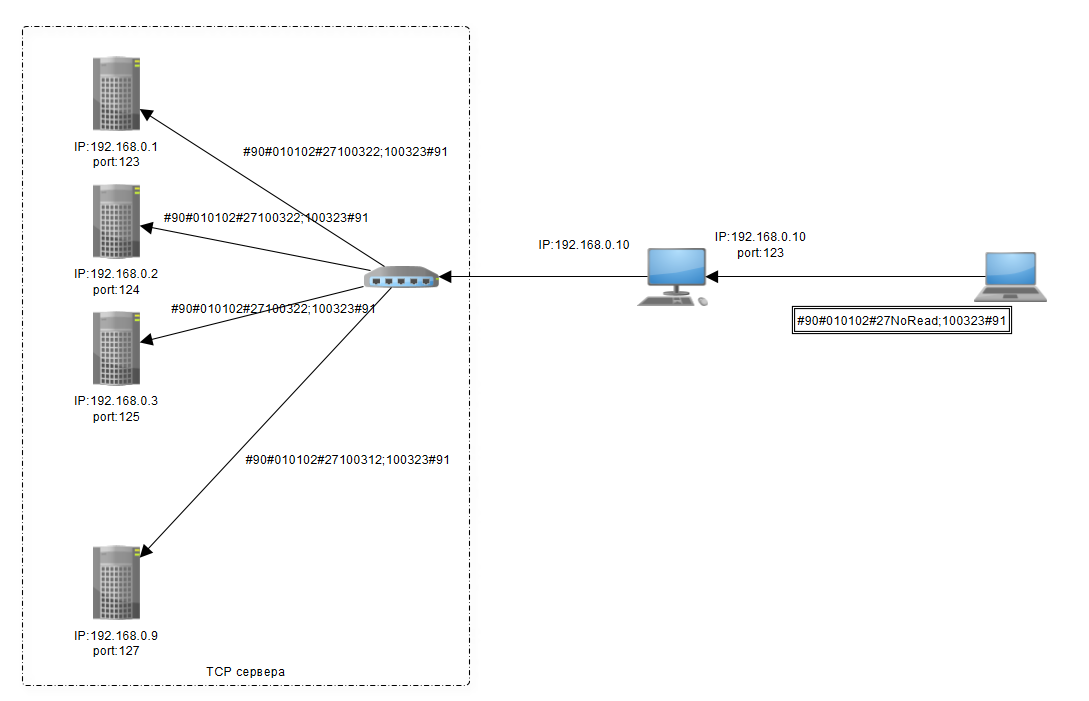 IP:192.168.0.1
port:123
#90#010102#27100322;100323#91
IP:192.168.0.2
port:124
#90#010102#27100322;100323#91
IP:192.168.0.3
port:125
#90#010102#27100322;100323#91
IP:192.168.0.9
port:127
#90#010102#27100312;100323#91
TCP сервера
IP:192.168.0.10
IP:192.168.0.10
port:123
#90#010102#27NoRead;100323#91